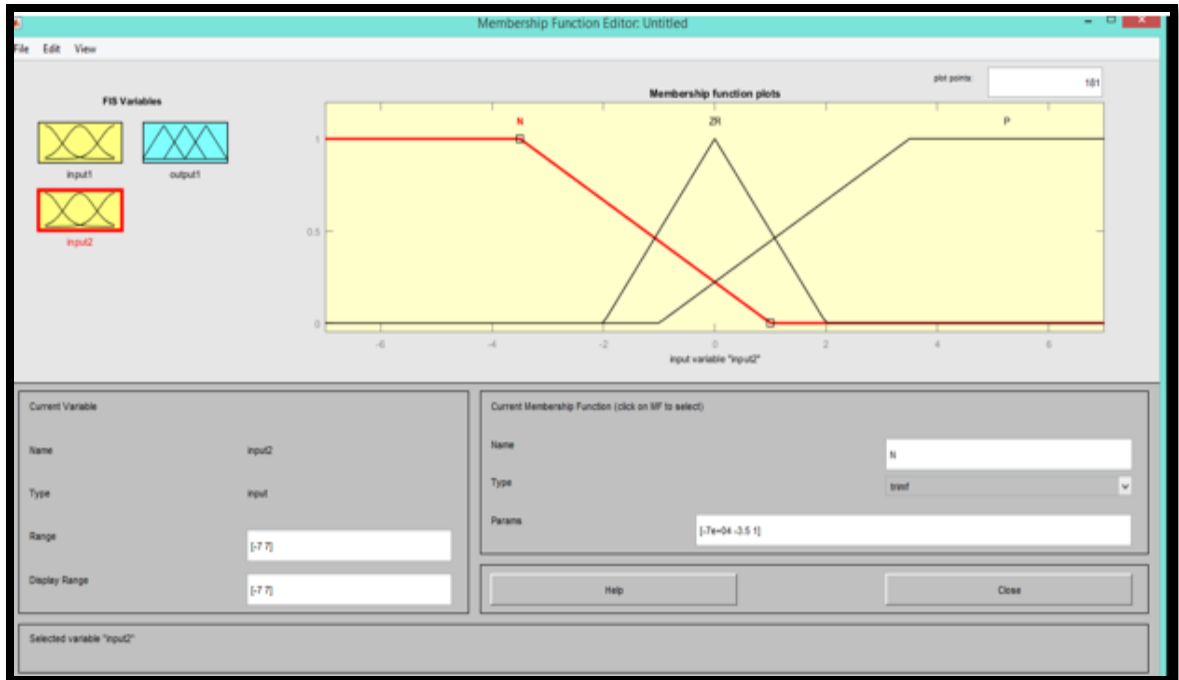 Membership Function Editor: Untitled
File Edit View
FIS Variables
plot points:
181
Membership function plots
input1
output1
input2
N
ZR
P
1
0.5
0
-6 -4 -2 0 2 4 6
input variable "input2"
Current Variable
Name input2
Type input
Range [-7 7]
Display Range [-7 7]
Current Membership Function (click on MF to select)
Name N
Type trimf
Params [-7e+04 -3.5 1]
Help Close
Selected variable "input2"